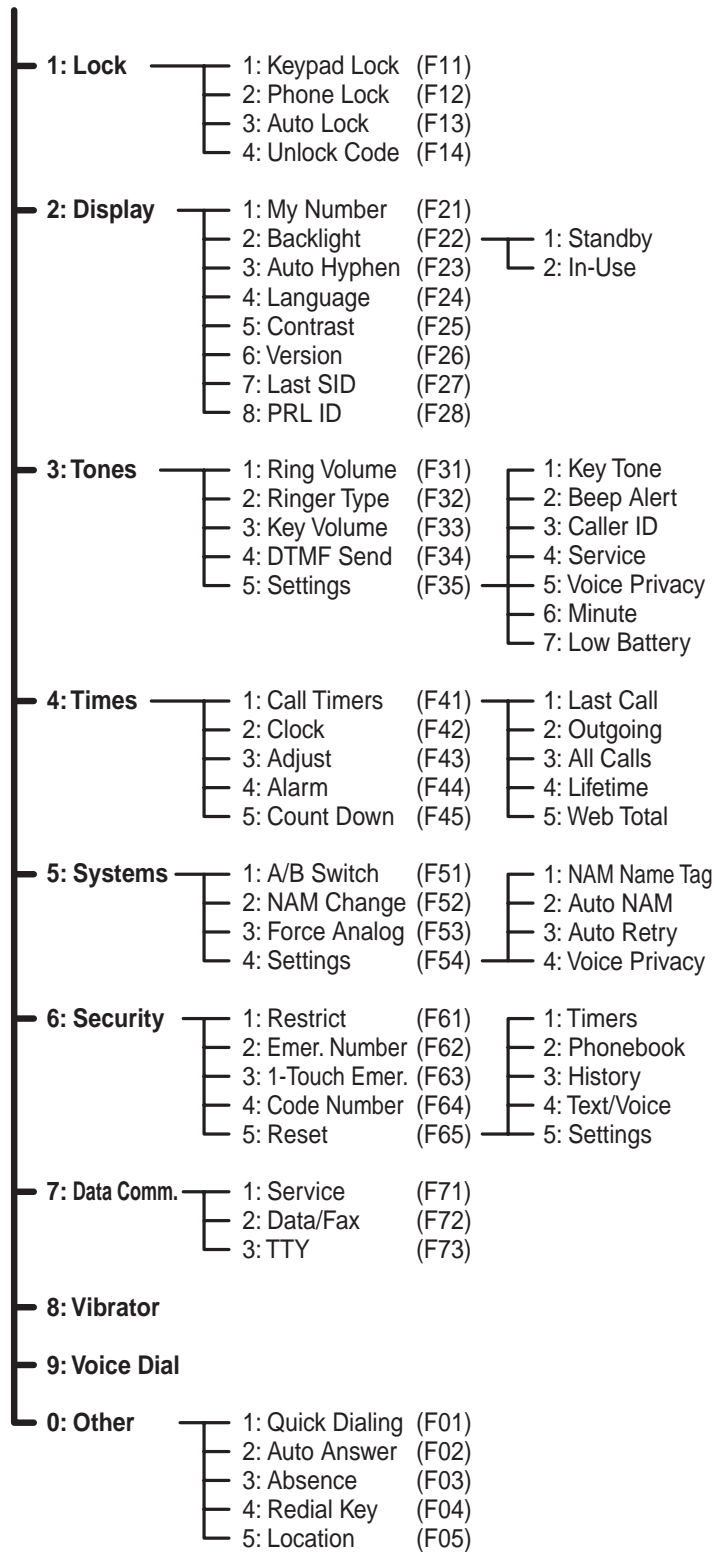 1: Lock 1: Keypad Lock (F11)
2: Phone Lock (F12)
3: Auto Lock (F13)
4: Unlock Code (F14)
2: Display 1: My Number (F21)
2: Backlight (F22) 1: Standby
3: Auto Hyphen (F23) 2: In-Use
4: Language (F24)
5: Contrast (F25)
6: Version (F26)
7: Last SID (F27)
8: PRL ID (F28)
3: Tones 1: Ring Volume (F31) 1: Key Tone
2: Ringer Type (F32) 2: Beep Alert
3: Key Volume (F33) 3: Caller ID
4: DTMF Send (F34) 4: Service
5: Settings (F35) 5: Voice Privacy
6: Minute
7: Low Battery
4: Times 1: Call Timers (F41) 1: Last Call
2: Clock (F42) 2: Outgoing
3: Adjust (F43) 3: All Calls
4: Alarm (F44) 4: Lifetime
5: Count Down (F45) 5: Web Total
5: Systems 1: A/B Switch (F51) 1: NAM Name Tag
2: NAM Change (F52) 2: Auto NAM
3: Force Analog (F53) 3: Auto Retry
4: Settings (F54) 4: Voice Privacy
6: Security 1: Restrict (F61) 1: Timers
2: Emer. Number (F62) 2: Phonebook
3: 1-Touch Emer. (F63) 3: History
4: Code Number (F64) 4: Text/Voice
5: Reset (F65) 5: Settings
7: Data Comm. 1: Service (F71)
2: Data/Fax (F72)
3: TTY (F73)
8: Vibrator
9: Voice Dial
0: Other 1: Quick Dialing (F01)
2: Auto Answer (F02)
3: Absence (F03)
4: Redial Key (F04)
5: Location (F05)